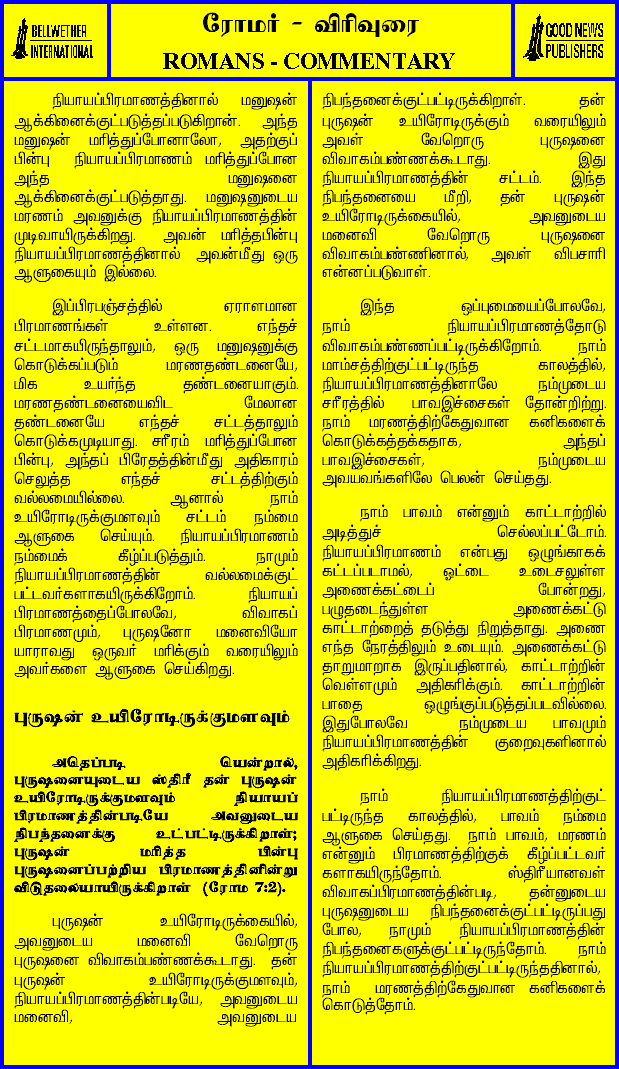 BELLWETHER
INTERNATIONAL
ரோமர் - விரிவுரை
ROMANS - COMMENTARY
GOOD NEWS
PUBLISHERS
நியாயப்பிரமாணத்தினால் மனுஷன்
ஆக்கினைக்குட்படுத்தப்படுகிறான். அந்த
மனுஷன் மரித்துப்போனாலோ, அதற்குப்
பின்பு நியாயப்பிரமாணம் மரித்துப்போன
அந்த மனுஷனை
ஆக்கினைக்குட்படுத்தாது. மனுஷனுடைய
மரணம் அவனுக்கு நியாயப்பிரமாணத்தின்
முடிவாயிருக்கிறது. அவன் மரித்தபின்பு
நியாயப்பிரமாணத்தினால் அவன்மீது ஒரு
ஆளுகையும் இல்லை.
இப்பிரபஞ்சத்தில் ஏராளமான
பிரமாணங்கள் உள்ளன. எந்தச்
சட்டமாகயிருந்தாலும், ஒரு மனுஷனுக்கு
கொடுக்கப்படும் மரணதண்டனையே,
மிக உயர்ந்த தண்டனையாகும்.
மரணதண்டனையைவிட மேலான
தண்டனையே எந்தச் சட்டத்தாலும்
கொடுக்கமுடியாது. சரீரம் மரித்துப்போன
பின்பு, அந்தப் பிரேதத்தின்மீது அதிகாரம்
செலுத்த எந்தச் சட்டத்திற்கும்
வல்லமையில்லை. ஆனால் நாம்
உயிரோடிருக்குமளவும் சட்டம் நம்மை
ஆளுகை செய்யும். நியாயப்பிரமாணம்
நம்மைக் கீழ்ப்படுத்தும். நாமும்
நியாயப்பிரமாணத்தின் வல்லமைக்குட்
பட்டவர்களாகயிருக்கிறோம். நியாயப்
பிரமாணத்தைப்போலவே, விவாகப்
பிரமாணமும், புருஷனோ மனைவியோ
யாராவது ஒருவர் மரிக்கும் வரையிலும்
அவர்களை ஆளுகை செய்கிறது.
புருஷன் உயிரோடிருக்குமளவும்
அதெப்படி யென்றால்,
புருஷனையுடைய ஸ்திரீ தன் புருஷன்
உயிரோடிருக்குமளவும் நியாயப்
பிரமாணத்தின்படியே அவனுடைய
நிபந்தனைக்கு உட்பட்டிருக்கிறாள்;
புருஷன் மரித்த பின்பு
புருஷனைப்பற்றிய பிரமாணத்தினின்று
விடுதலையாயிருக்கிறாள் (ரோம 7:2).
புருஷன் உயிரோடிருக்கையில்,
அவனுடைய மனைவி வேறொரு
புருஷனை விவாகம்பண்ணக்கூடாது. தன்
புருஷன் உயிரோடிருக்குமளவும்,
நியாயப்பிரமாணத்தின்படியே, அவனுடைய
மனைவி, அவனுடைய
நிபந்தனைக்குட்பட்டிருக்கிறாள். தன்
புருஷன் உயிரோடிருக்கும் வரையிலும்
அவள் வேறொரு புருஷனை
விவாகம்பண்ணக்கூடாது. இது
நியாயப்பிரமாணத்தின் சட்டம். இந்த
நிபந்தனையை மீறி, தன் புருஷன்
உயிரோடிருக்கையில், அவனுடைய
மனைவி வேறொரு புருஷனை
விவாகம்பண்ணினால், அவள் விபசாரி
என்னப்படுவாள்.
இந்த ஒப்புமையைப்போலவே,
நாம் நியாயப்பிரமாணத்தோடு
விவாகம்பண்ணப்பட்டிருக்கிறோம். நாம்
மாம்சத்திற்குட்பட்டிருந்த காலத்தில்,
நியாயப்பிரமாணத்தினாலே நம்முடைய
சரீரத்தில் பாவஇச்சைகள் தோன்றிற்று.
நாம் மரணத்திற்கேதுவான கனிகளைக்
கொடுக்கத்தக்கதாக, அந்தப்
பாவஇச்சைகள், நம்முடைய
அவயவங்களிலே பெலன் செய்தது.
நாம் பாவம் என்னும் காட்டாற்றில்
அடித்துச் செல்லப்பட்டோம்.
நியாயப்பிரமாணம் என்பது ஒழுங்காகக்
கட்டப்படாமல், ஓட்டை உடைசலுள்ள
அணைக்கட்டைப் போன்றது,
பழுதடைந்துள்ள அணைக்கட்டு
காட்டாற்றைத் தடுத்து நிறுத்தாது. அணை
எந்த நேரத்திலும் உடையும். அணைக்கட்டு
தாறுமாறாக இருப்பதினால், காட்டாற்றின்
வெள்ளமும் அதிகரிக்கும். காட்டாற்றின்
பாதை ஒழுங்குப்படுத்தப்படவில்லை.
இதுபோலவே நம்முடைய பாவமும்
நியாயப்பிரமாணத்தின் குறைவுகளினால்
அதிகரிக்கிறது.
நாம் நியாயப்பிரமாணத்திற்குட்
பட்டிருந்த காலத்தில், பாவம் நம்மை
ஆளுகை செய்தது. நாம் பாவம், மரணம்
என்னும் பிரமாணத்திற்குக் கீழ்ப்பட்டவர்
களாகயிருந்தோம். ஸ்திரீயானவள்
விவாகப்பிரமாணத்தின்படி, தன்னுடைய
புருஷனுடைய நிபந்தனைக்குட்பட்டிருப்பது
போல, நாமும் நியாயப்பிரமாணத்தின்
நிபந்தனைகளுக்குட்பட்டிருந்தோம். நாம்
நியாயப்பிரமாணத்திற்குட்பட்டிருந்ததினால்,
நாம் மரணத்திற்கேதுவான கனிகளைக்
கொடுத்தோம்.